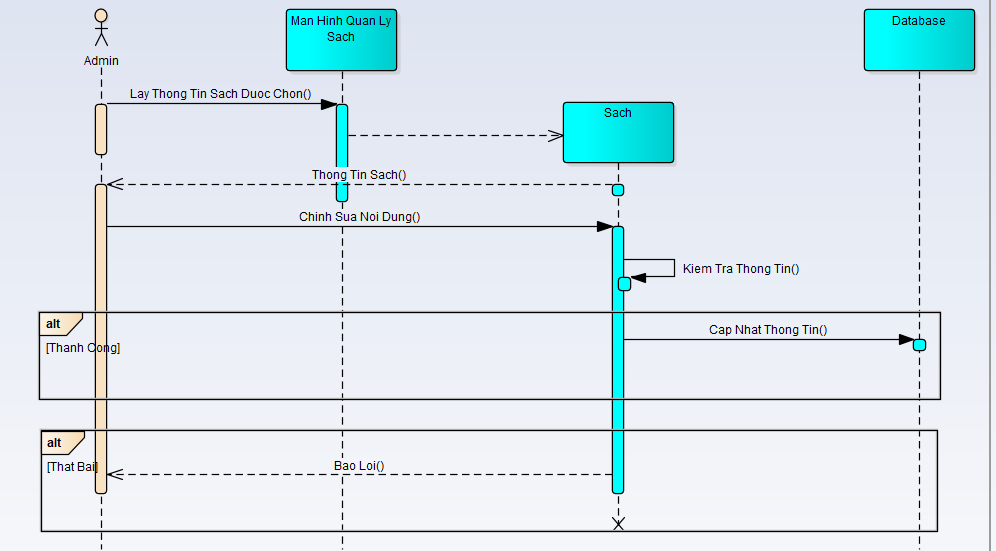 Admin
Man Hinh Quan Ly
Sach
Database
Lay Thong Tin Sach Duoc Chon()
Sach
Thong Tin Sach()
Chinh Sua Noi Dung()
Kiem Tra Thong Tin()
alt
[Thanh Cong]
Cap Nhat Thong Tin()
alt
[That Bai]
Bao Loi()